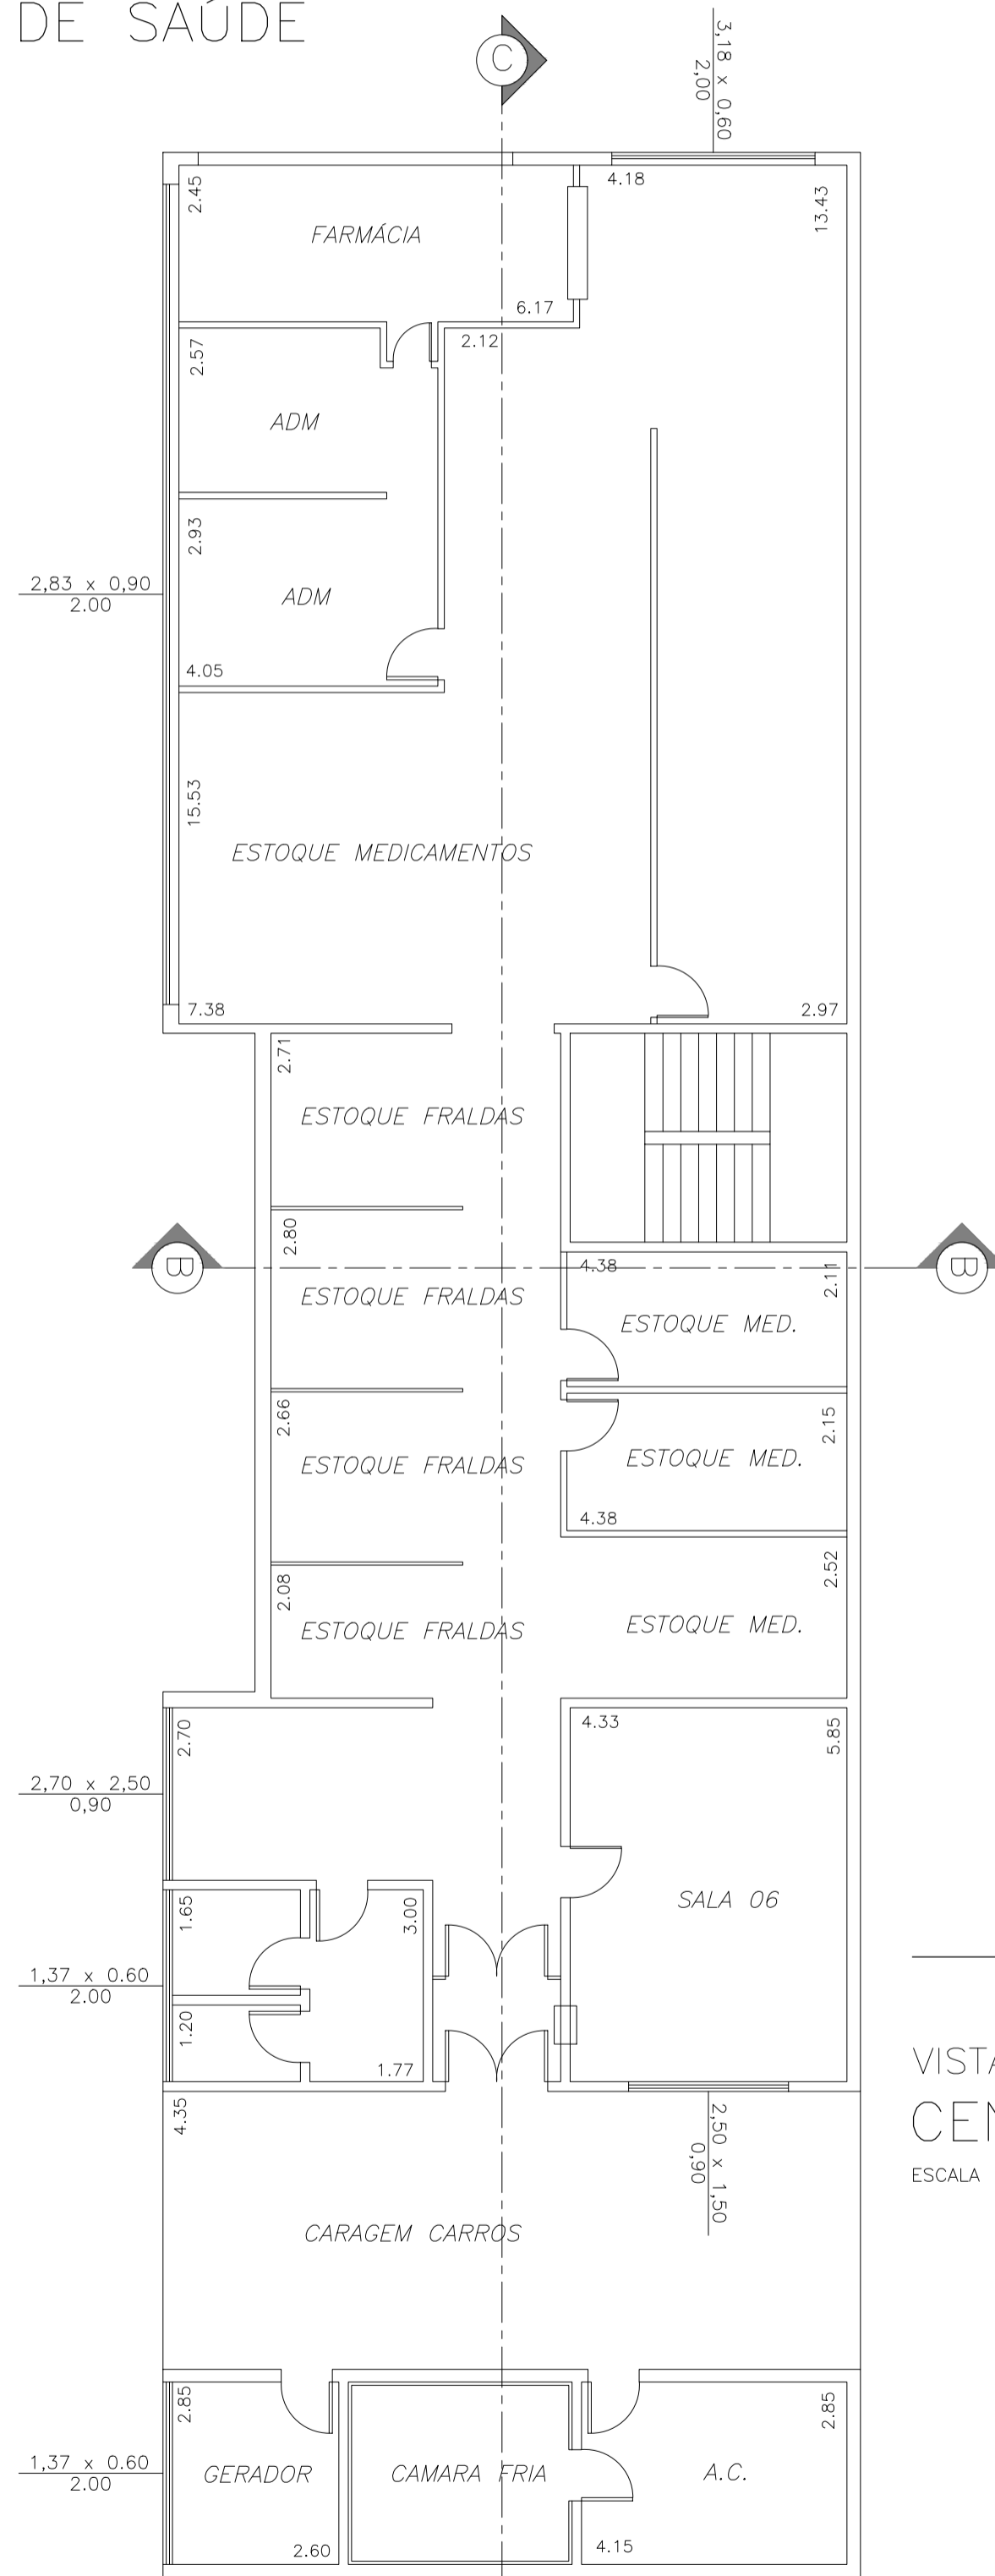 DE SAÚDE
C
3,18 x 0,60
2,00
2.45
4.18
13.43
FARMÁCIA
6.17
2.12
2.57
ADM
2.93
2,83 x 0,90
2.00
ADM
4.05
15.53
ESTOQUE MEDICAMENTOS
7.38
2.97
2.71
ESTOQUE FRALDAS
2.80
B
B
4.38
2.11
ESTOQUE FRALDAS
ESTOQUE MED.
2.66
2.15
ESTOQUE FRALDAS
ESTOQUE MED.
4.38
2.52
2.08
ESTOQUE FRALDAS
ESTOQUE MED.
2.70
4.33
5.85
2,70 x 2,50
0,90
1.65
3.00
SALA 06
1,37 x 0.60
2.00
1.20
1.77
VISTA
CEN
ESCALA
4.35
2,50 x 1,50
0,90
CARAGEM CARROS
2.85
2.85
1,37 x 0.60
2.00
GERADOR
CAMARA FRIA
A.C.
2.60
4.15